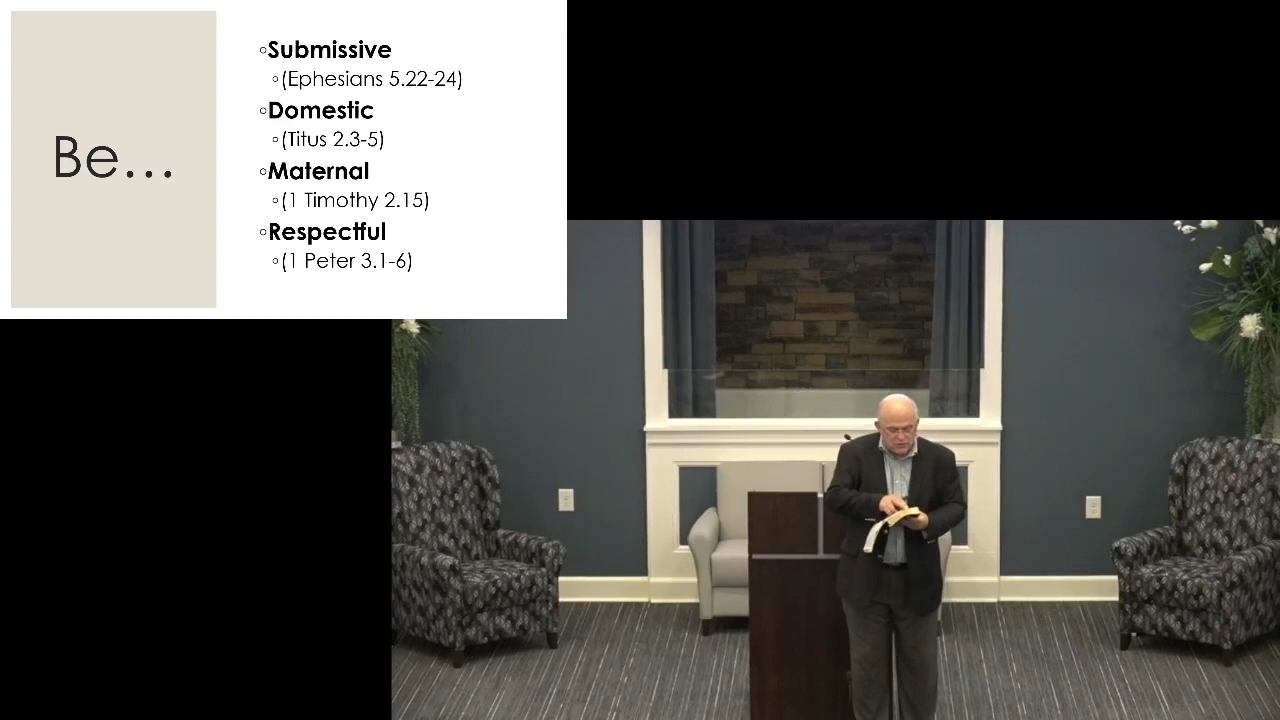 Be...
◦Submissive
◦(Ephesians 5.22-24)
◦Domestic
◦(Titus 2.3-5)
◦Maternal
◦(1 Timothy 2.15)
◦Respectful
◦(1 Peter 3.1-6)